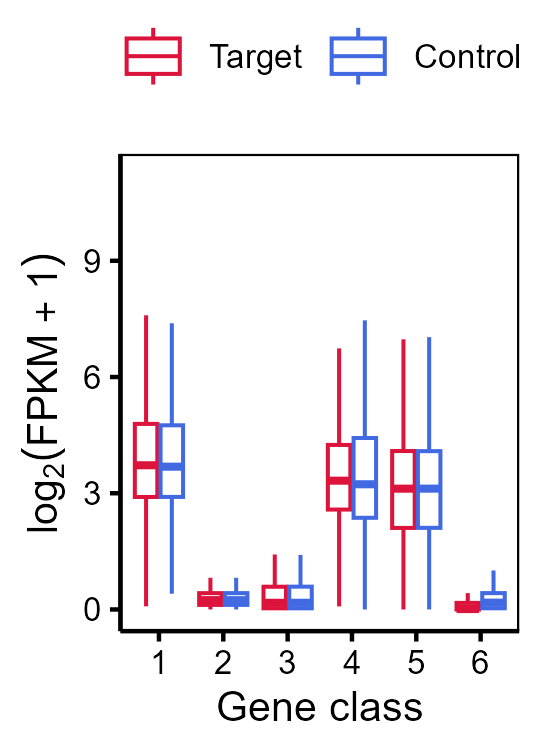 Target Control
log₂(FPKM + 1)
9
6
3
0
1 2 3 4 5 6
Gene class